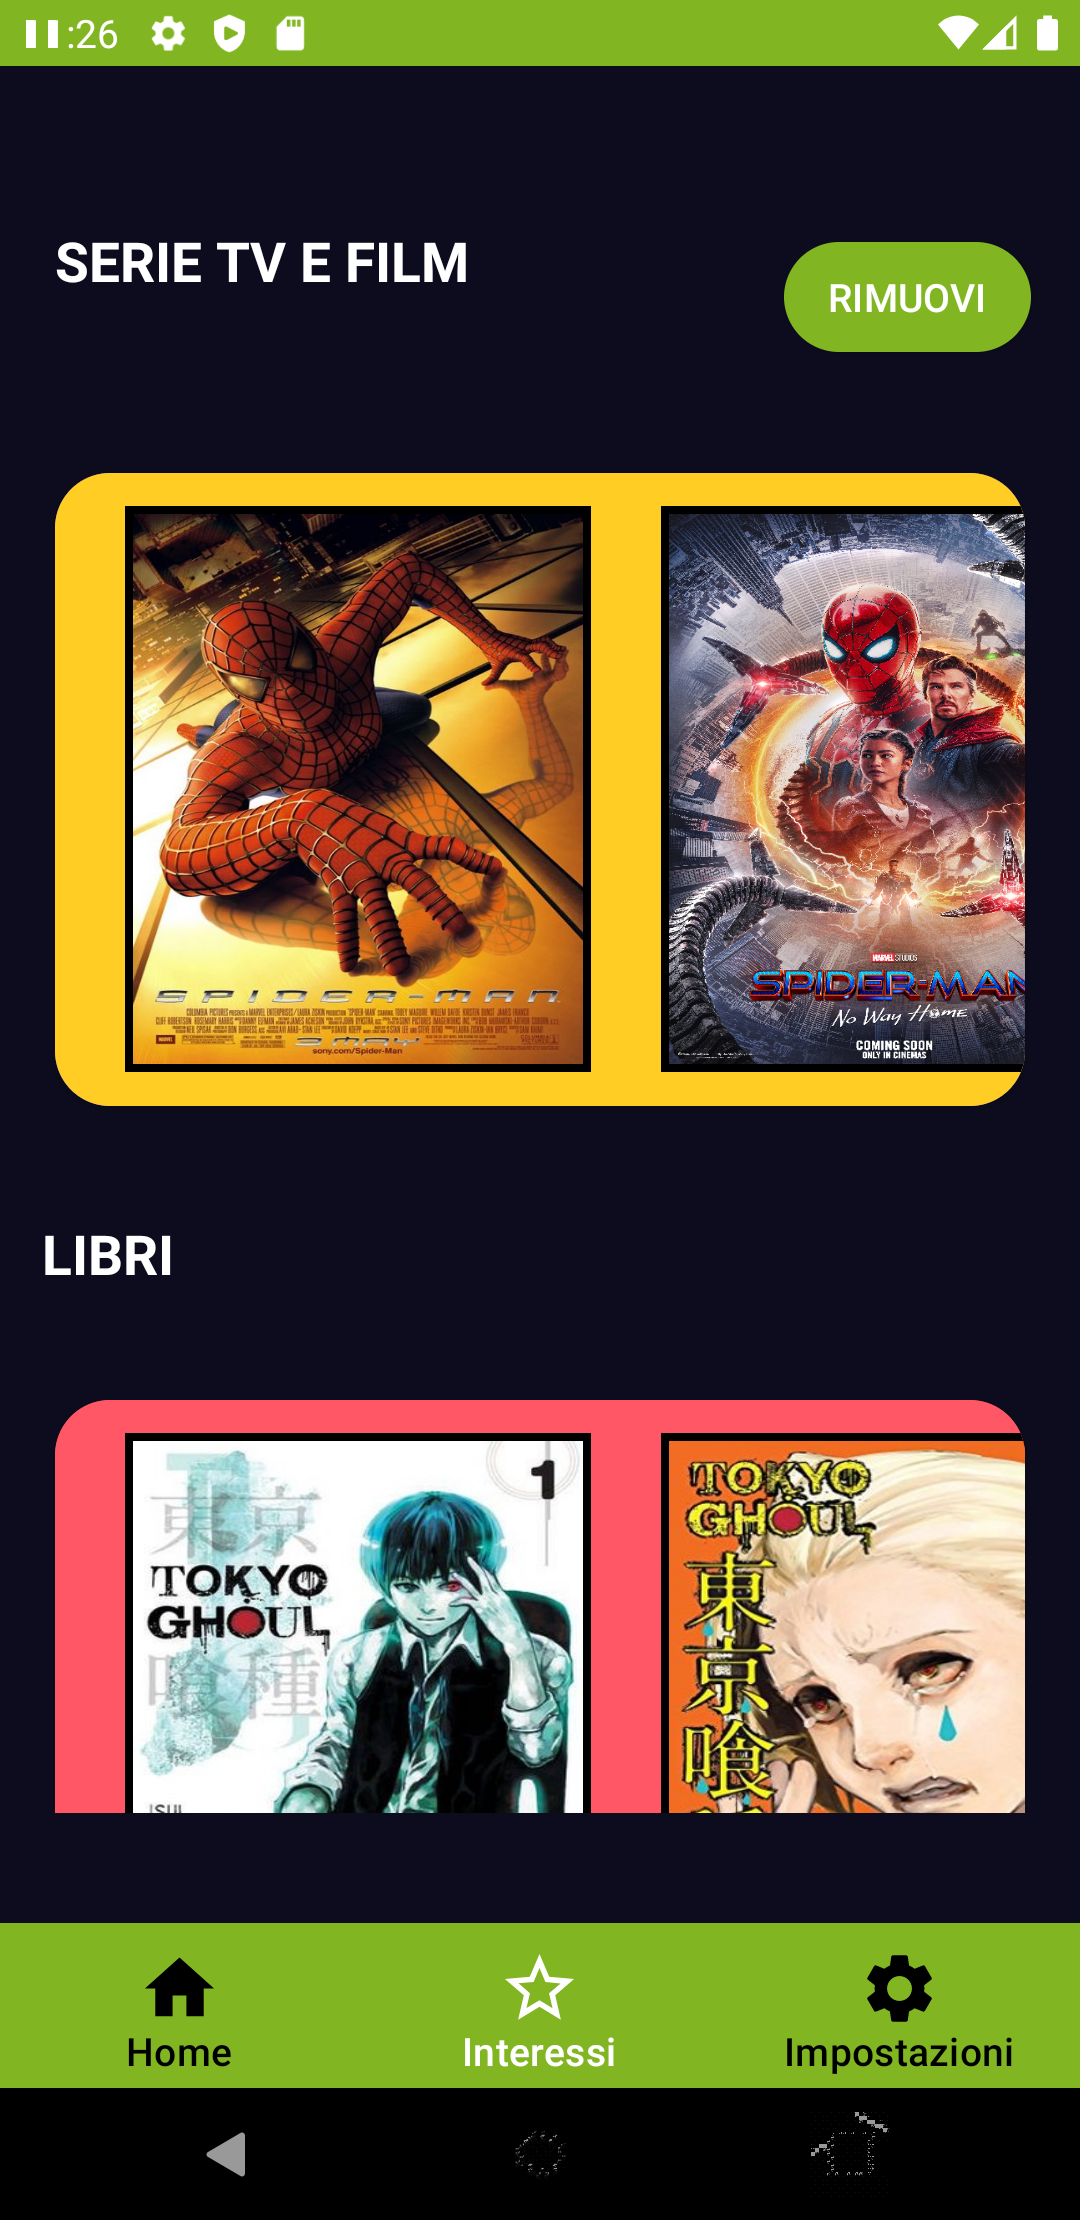 :26
SERIE TV E FILM
RIMUOVI
SPIDER-MAN
sony.com/Spider-Man
MARVEL STUDIOS
SPIDER-MAN
No Way Home
COMING SOON
ONLY IN CINEMAS
LIBRI
1
東京
TOKYO
GHOUL
喰種
TOKYO
GHOUL
東
京
喰
Home
Interessi
Impostazioni